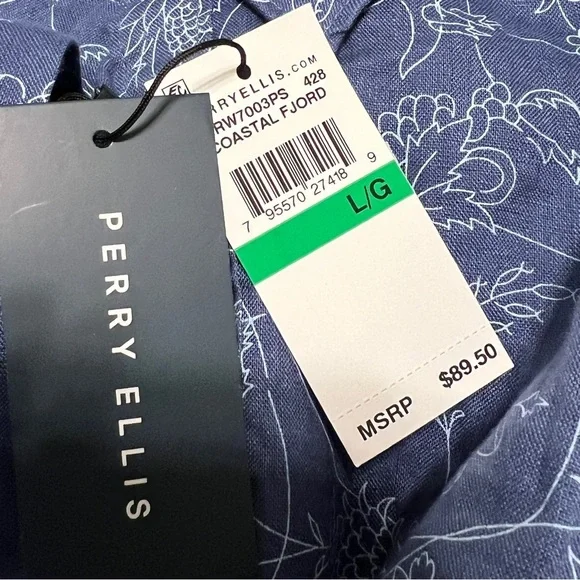 PERRY ELLIS
RYELLIS.COM
RW7003PS 428
COASTAL FJORD
7 95570 27418 9
L/G
MSRP $89.50